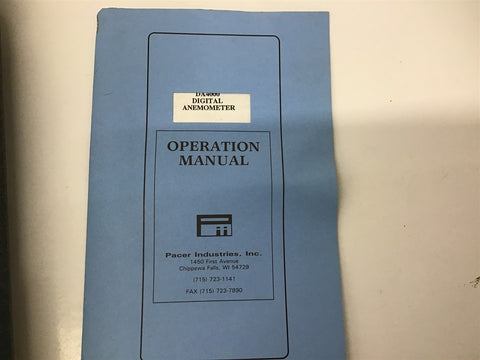 DA4000
DIGITAL
ANEMOMETER
OPERATION
MANUAL
Pii
Pacer Industries, Inc.
1450 First Avenue
Chippewa Falls, WI 54729
(715) 723-1141
FAX (715) 723-7890